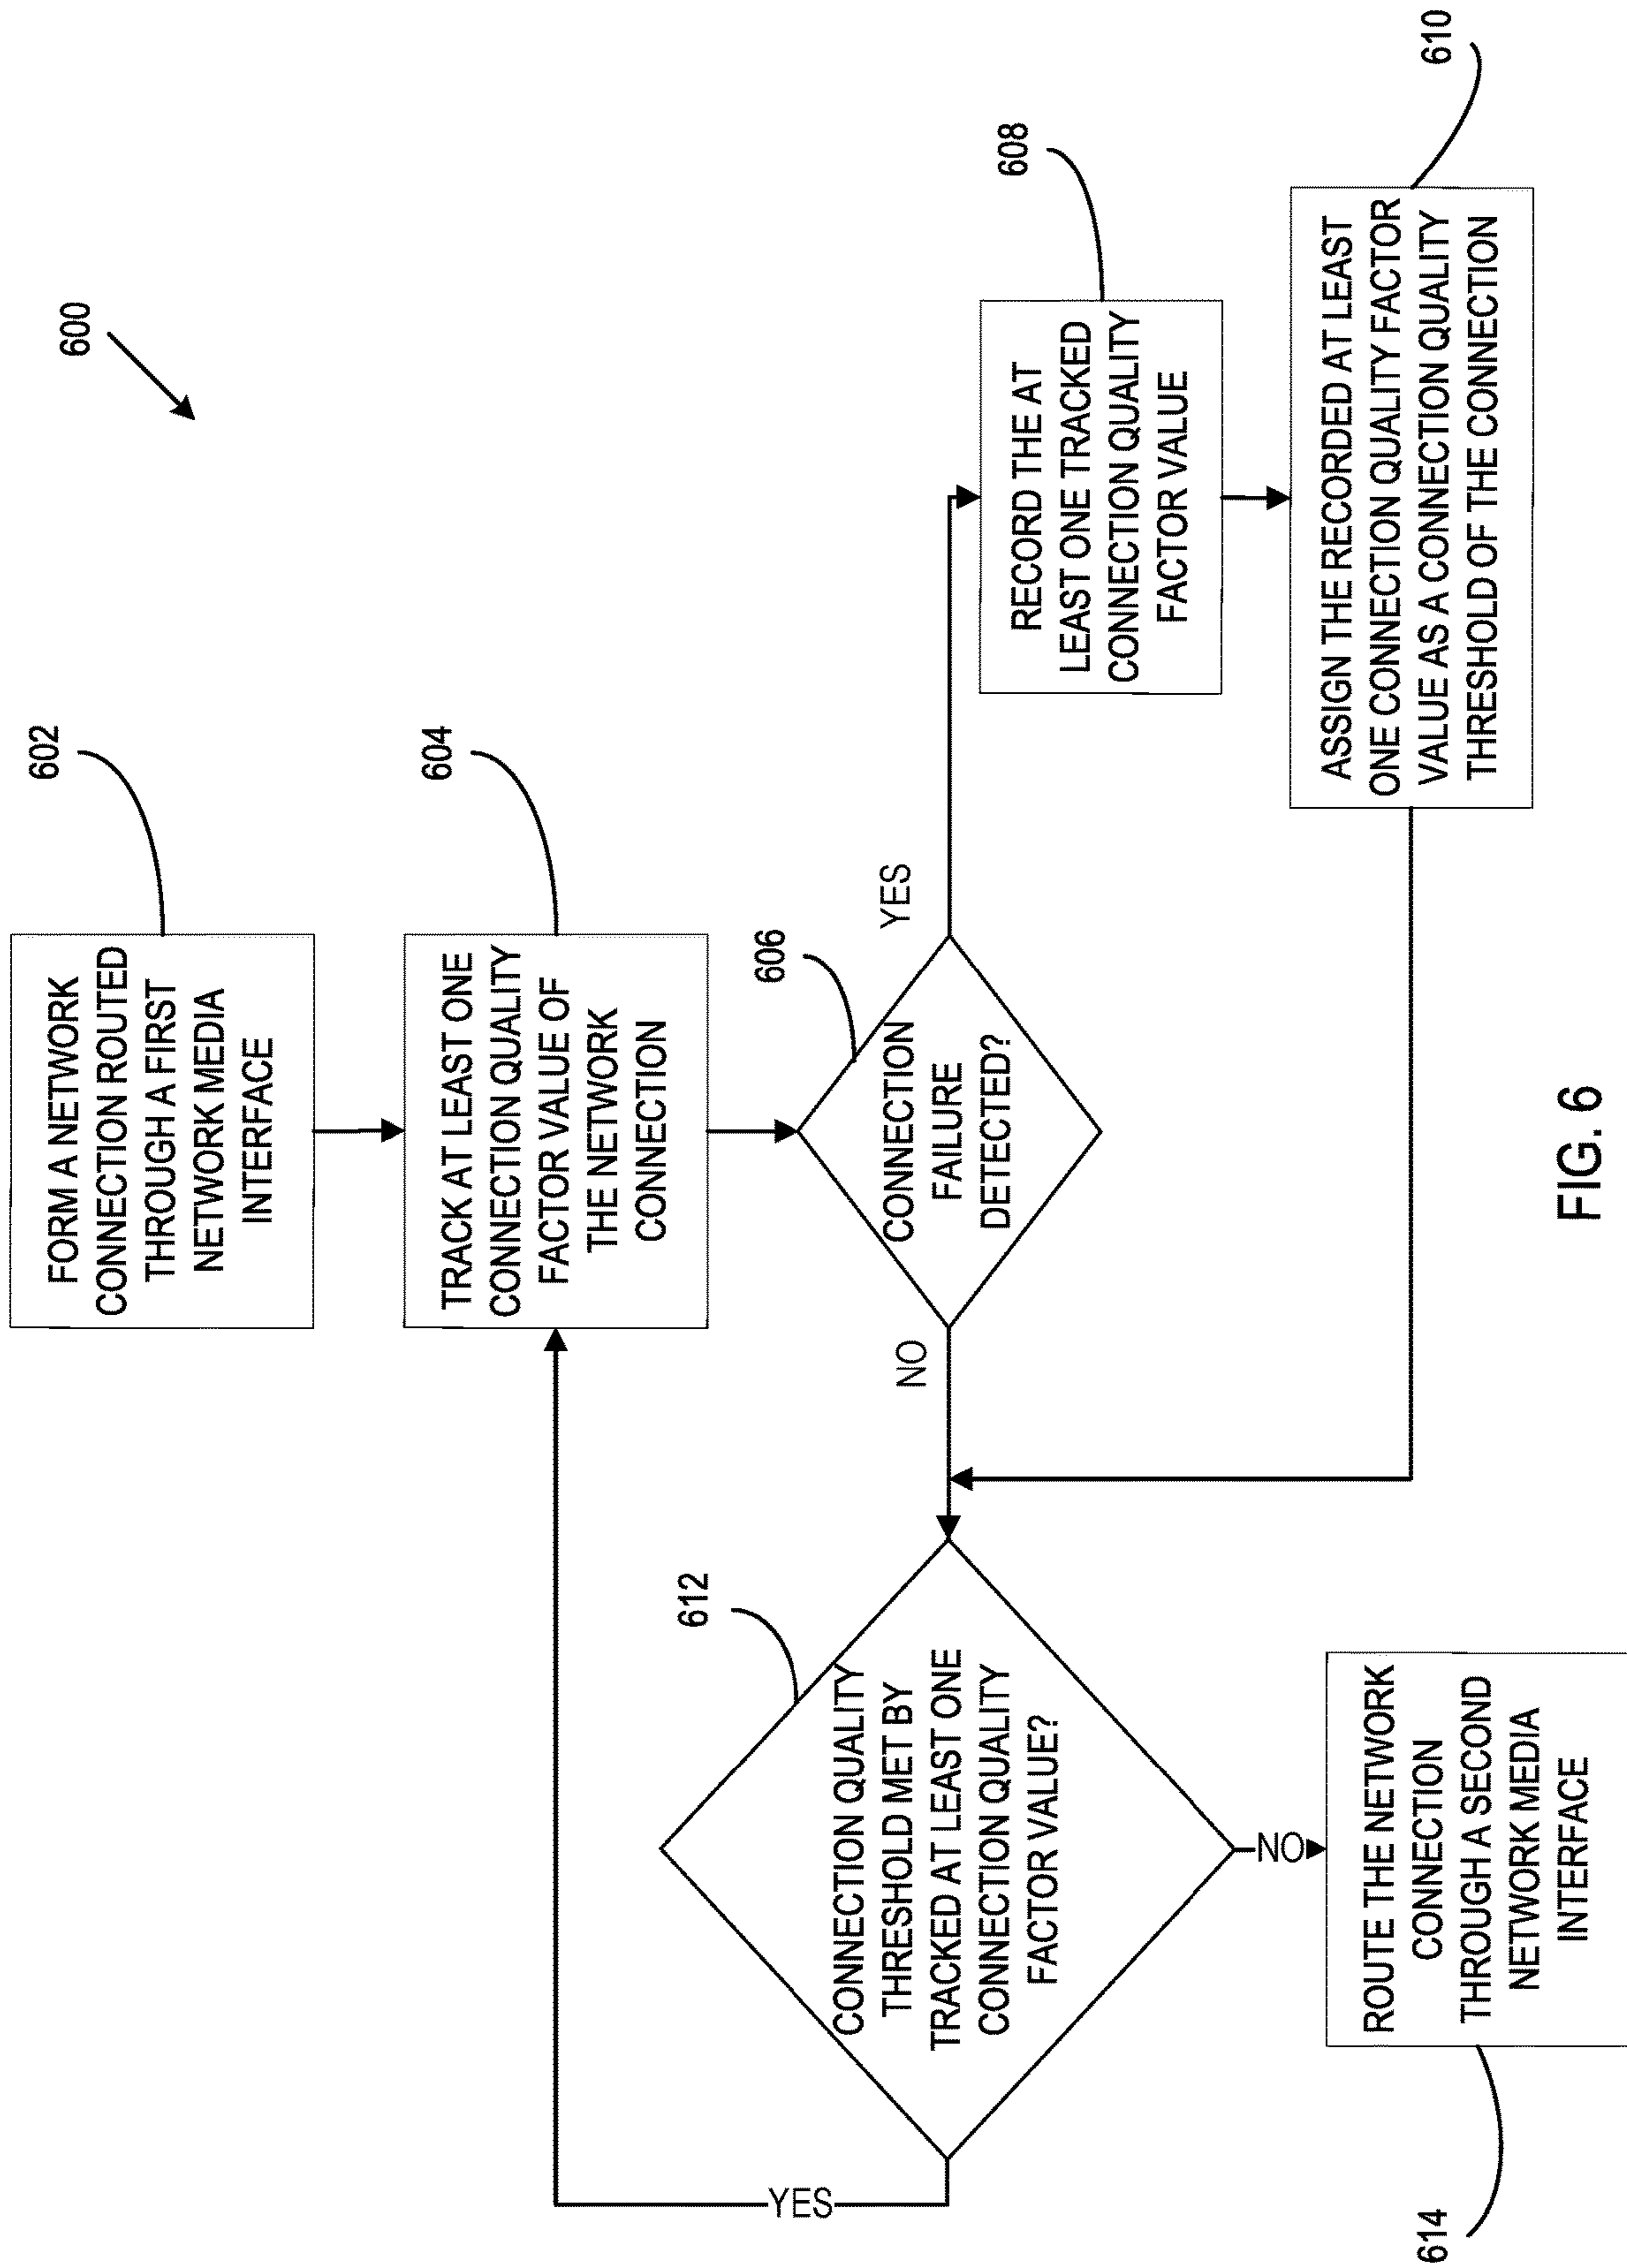 600
602
FORM A NETWORK
CONNECTION ROUTED
THROUGH A FIRST
NETWORK MEDIA
INTERFACE
604
TRACK AT LEAST ONE
CONNECTION QUALITY
FACTOR VALUE OF
THE NETWORK
CONNECTION
606
CONNECTION
FAILURE
DETECTED?
YES
NO
608
RECORD THE AT
LEAST ONE TRACKED
CONNECTION QUALITY
FACTOR VALUE
610
ASSIGN THE RECORDED AT LEAST
ONE CONNECTION QUALITY FACTOR
VALUE AS A CONNECTION QUALITY
THRESHOLD OF THE CONNECTION
612
CONNECTION QUALITY
THRESHOLD MET BY
TRACKED AT LEAST ONE
CONNECTION QUALITY
FACTOR VALUE?
YES
NO
614
ROUTE THE NETWORK
CONNECTION
THROUGH A SECOND
NETWORK MEDIA
INTERFACE
FIG. 6